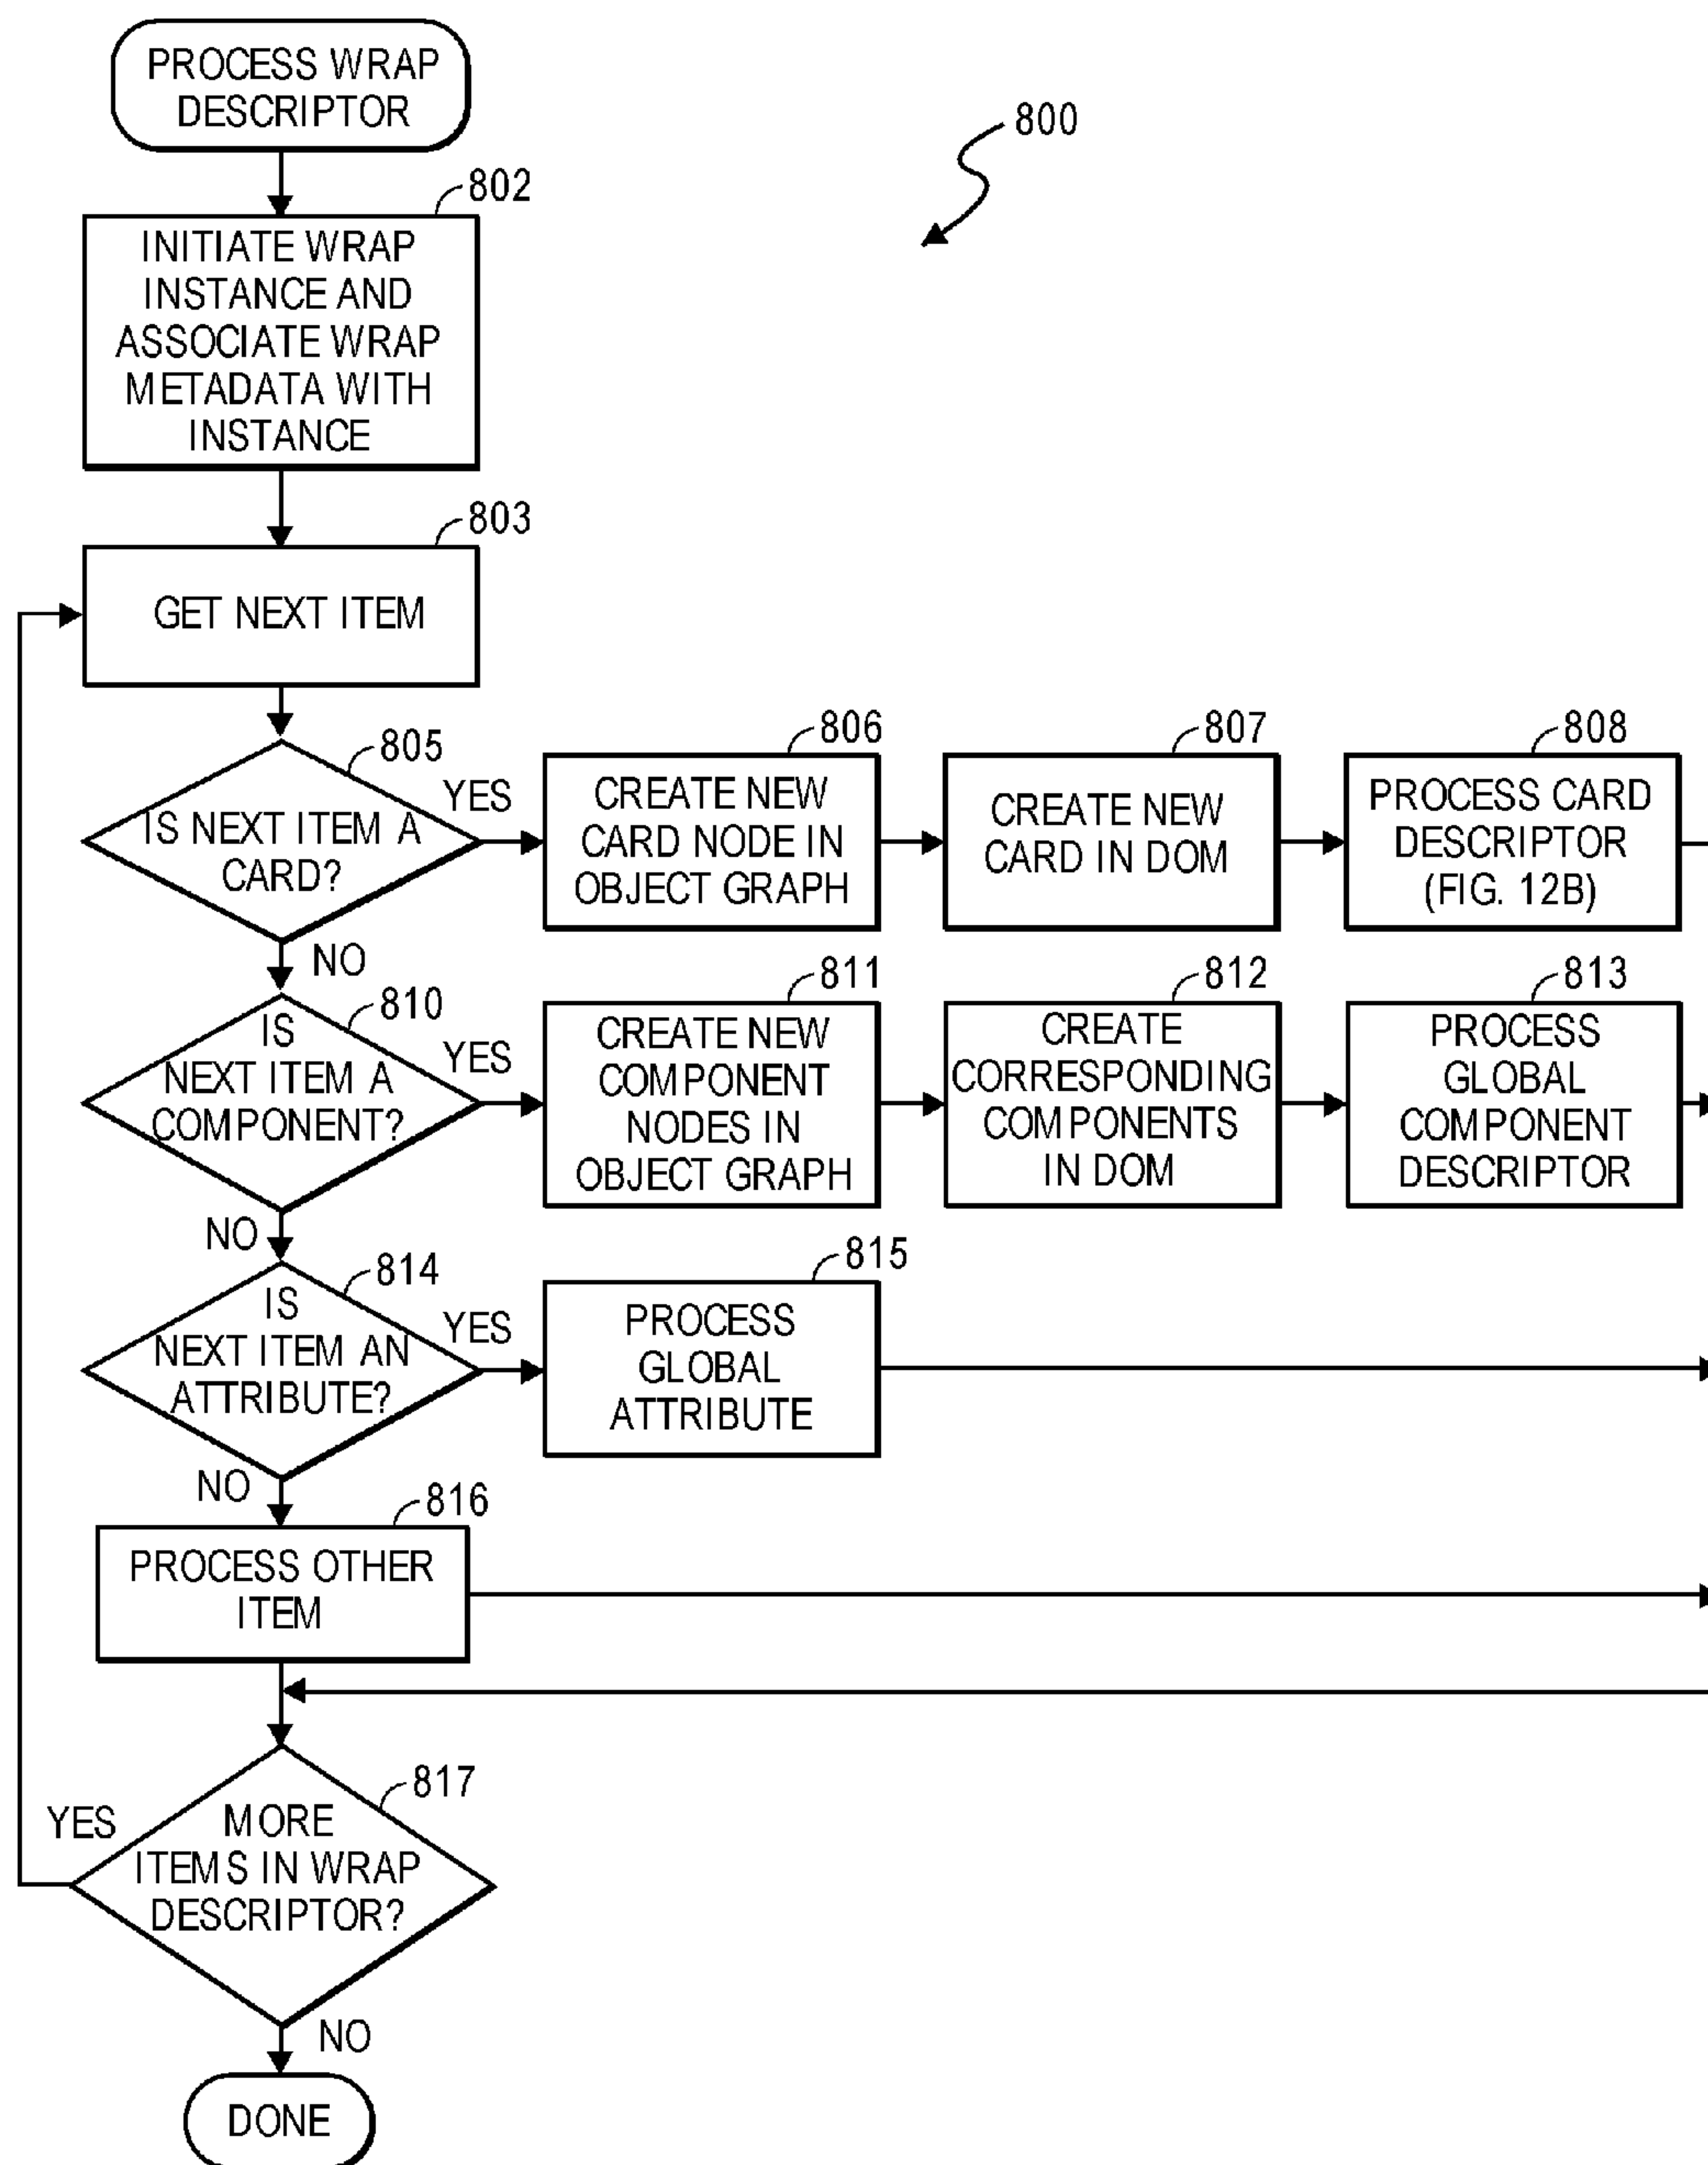 PROCESS WRAP
DESCRIPTOR
800
802
INITIATE WRAP
INSTANCE AND
ASSOCIATE WRAP
METADATA WITH
INSTANCE
803
GET NEXT ITEM
805
IS NEXT ITEM A
CARD?
YES
NO
806
CREATE NEW
CARD NODE IN
OBJECT GRAPH
807
CREATE NEW
CARD IN DOM
808
PROCESS CARD
DESCRIPTOR
(FIG. 12B)
810
IS
NEXT ITEM A
COMPONENT?
YES
NO
811
CREATE NEW
COMPONENT
NODES IN
OBJECT GRAPH
812
CREATE
CORRESPONDING
COMPONENTS
IN DOM
813
PROCESS
GLOBAL
COMPONENT
DESCRIPTOR
814
IS
NEXT ITEM AN
ATTRIBUTE?
YES
NO
815
PROCESS
GLOBAL
ATTRIBUTE
816
PROCESS OTHER
ITEM
817
MORE
ITEMS IN WRAP
DESCRIPTOR?
YES
NO
DONE